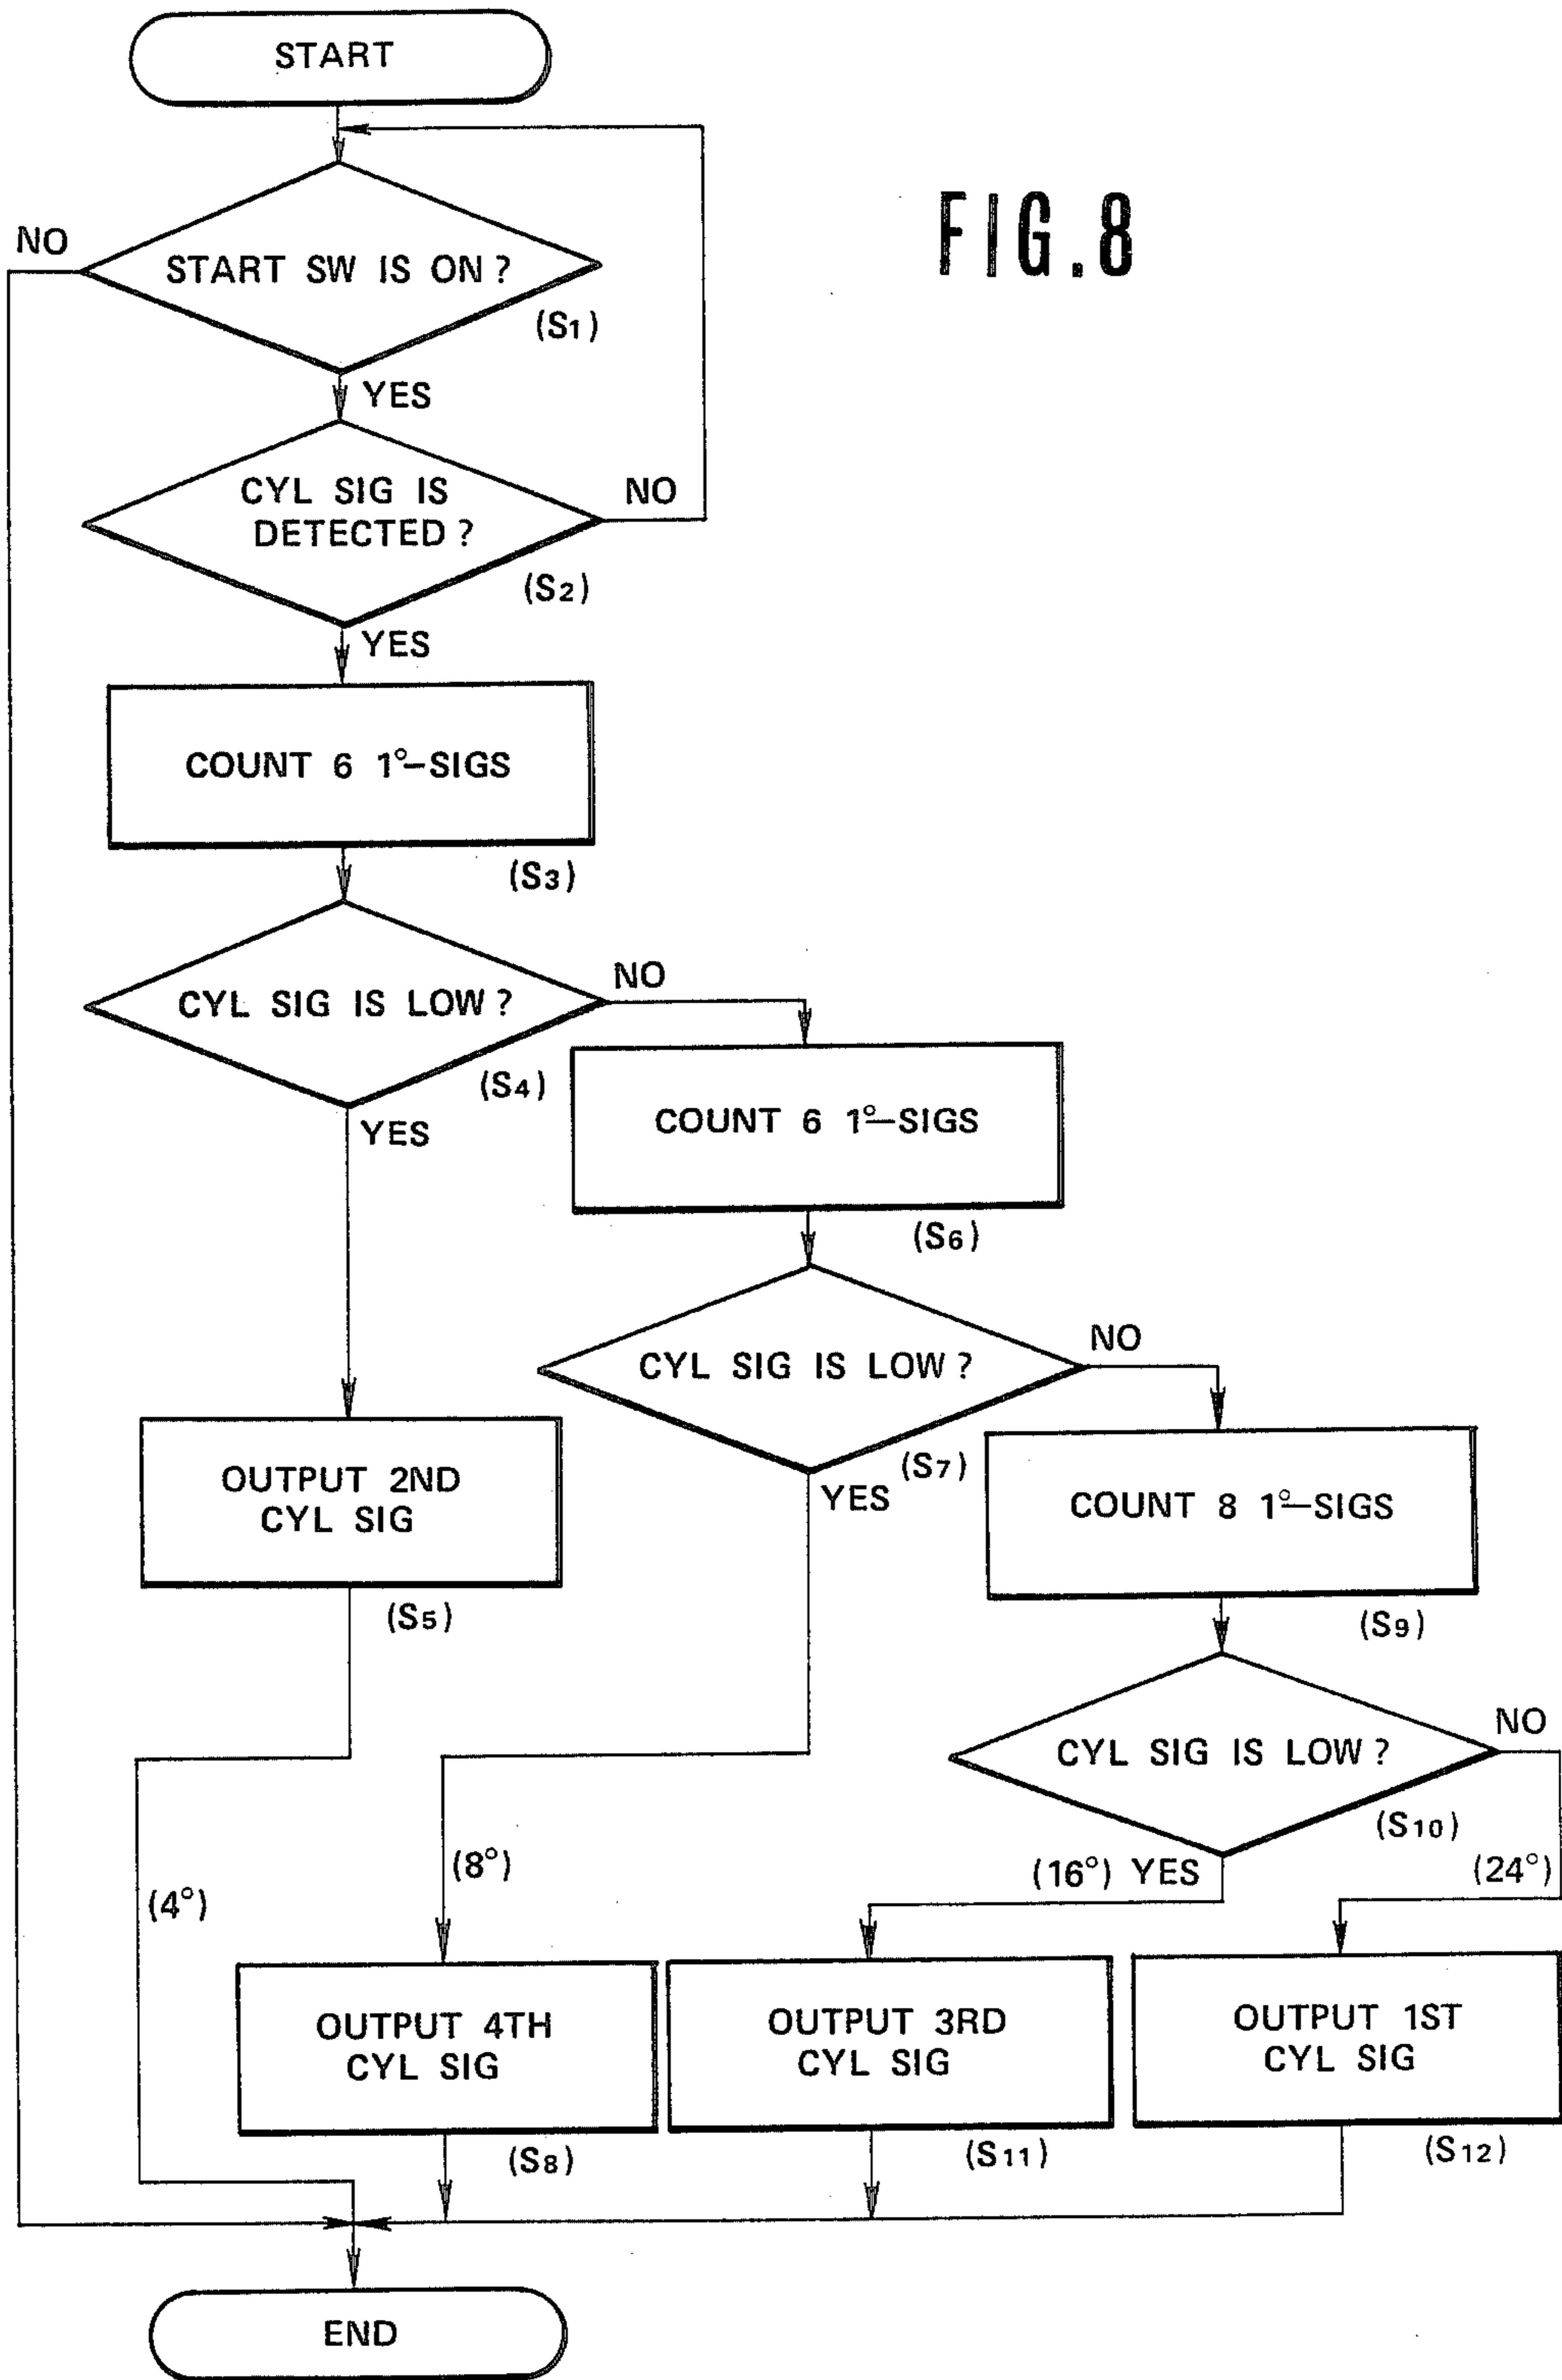 START
FIG.8
NO
START SW IS ON?
(S1)
YES
CYL SIG IS
DETECTED?
NO
(S2)
YES
COUNT 6 1°-SIGS
(S3)
NO
CYL SIG IS LOW?
(S4)
YES
COUNT 6 1°-SIGS
(S6)
NO
CYL SIG IS LOW?
(S7)
YES
OUTPUT 2ND
CYL SIG
(S5)
COUNT 8 1°-SIGS
(S9)
NO
CYL SIG IS LOW?
(S10)
(4°)
(8°)
(16°) YES
(24°)
OUTPUT 4TH
CYL SIG
(S8)
OUTPUT 3RD
CYL SIG
(S11)
OUTPUT 1ST
CYL SIG
(S12)
END